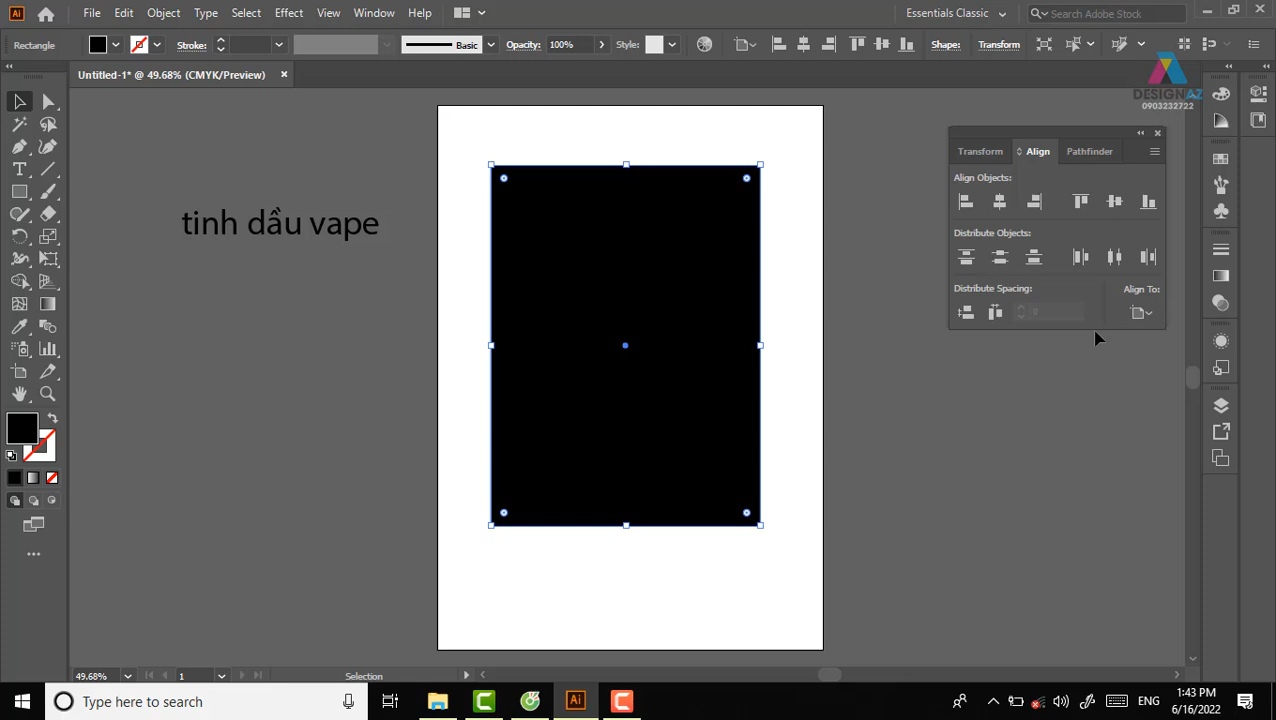 File Edit Object Type Select Effect View Window Help Essentials Classic Search Adobe Stock
Rectangle Stroke: Basic Opacity: 100% Style: Shape: Transform
Untitled-1* @ 49.68% (CMYK/Preview)
DESIGNAZ
0903232722
Transform Align Pathfinder
Align Objects:
tinh dầu vape
Distribute Objects:
Distribute Spacing: Align To:
0
49.68% 1 Selection
Type here to search
ENG
1:43 PM
6/16/2022